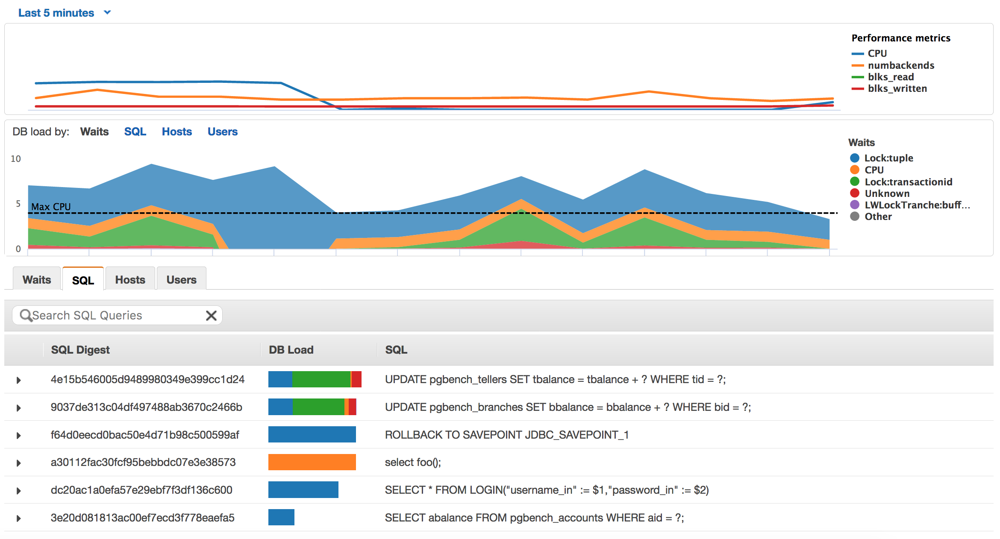 Last 5 minutes
Performance metrics
CPU
numbackends
blks_read
blks_written
DB load by: Waits SQL Hosts Users
Waits
Lock:tuple
CPU
Lock:transactionid
Unknown
LWLockTranche:buff...
Other
10
5
0
Max CPU
Waits SQL Hosts Users
Search SQL Queries
SQL Digest DB Load SQL
4e15b546005d9489980349e399cc1d24 UPDATE pgbench_tellers SET tbalance = tbalance + ? WHERE tid = ?;
9037de313c04df497488ab3670c2466b UPDATE pgbench_branches SET bbalance = bbalance + ? WHERE bid = ?;
f64d0eecd0bac50e4d71b98c500599af ROLLBACK TO SAVEPOINT JDBC_SAVEPOINT_1
a30112fac30fcf95bebbdc07e3e38573 select foo();
dc20ac1a0efa57e29ebf7f3df136c600 SELECT * FROM LOGIN("username_in" := $1,"password_in" := $2)
3e20d081813ac00ef7ecd3f778eaefa5 SELECT abalance FROM pgbench_accounts WHERE aid = ?;